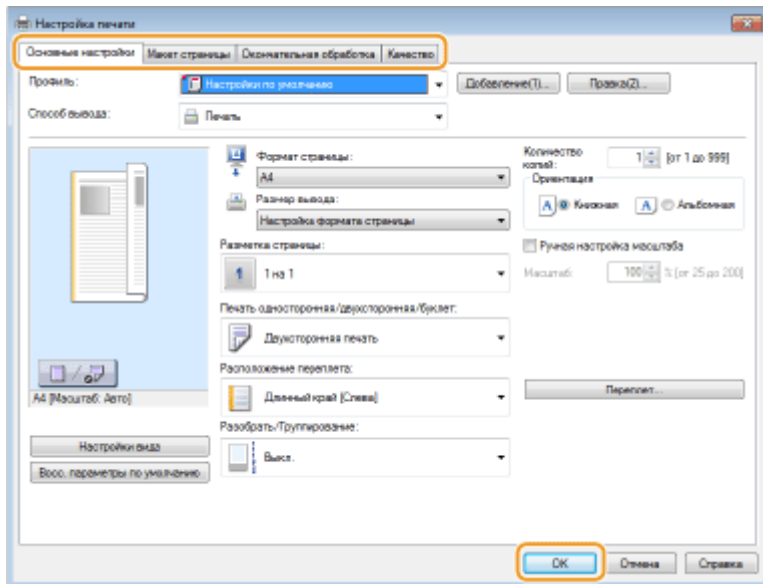 Настройка печати
Основные настройки Макет страницы Окончательная обработка Качество
Профиль: Настройки по умолчанию Добавление(1)... Правка(2)...
Способ вывода: Печать
Формат страницы:
A4
Размер вывода:
Настройка формата страницы
Разметка страницы:
1 1 на 1
Печать односторонняя/двухсторонняя/буклет:
Двухсторонняя печать
Расположение переплета:
Длинный край [Слева]
Разобрать/Группирование:
Выкл.
Количество копий: 1 [от 1 до 999]
Ориентация
A Книжная A Альбомная
Ручная настройка масштаба
Масштаб: 100 % [от 25 до 200]
Переплет...
A4 [Масштаб: Авто]
Настройки вида
Восс. параметры по умолчанию
OK Отмена Справка